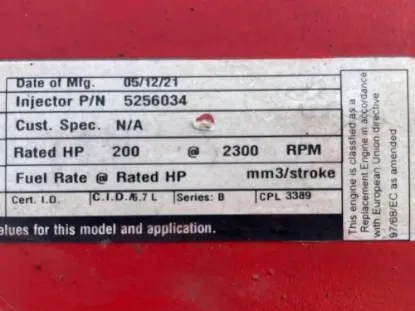 Date of Mfg. 05/12/21
Injector P/N 5256034
Cust. Spec. N/A
Rated HP 200 @ 2300 RPM
Fuel Rate @ Rated HP mm3/stroke
Cert. I.D. C.I.D./6.7 L Series: B CPL 3389
alues for this model and application.
This engine is classified as a
Replacement Engine in accordance
with European Union directive
97/68/EC as amended